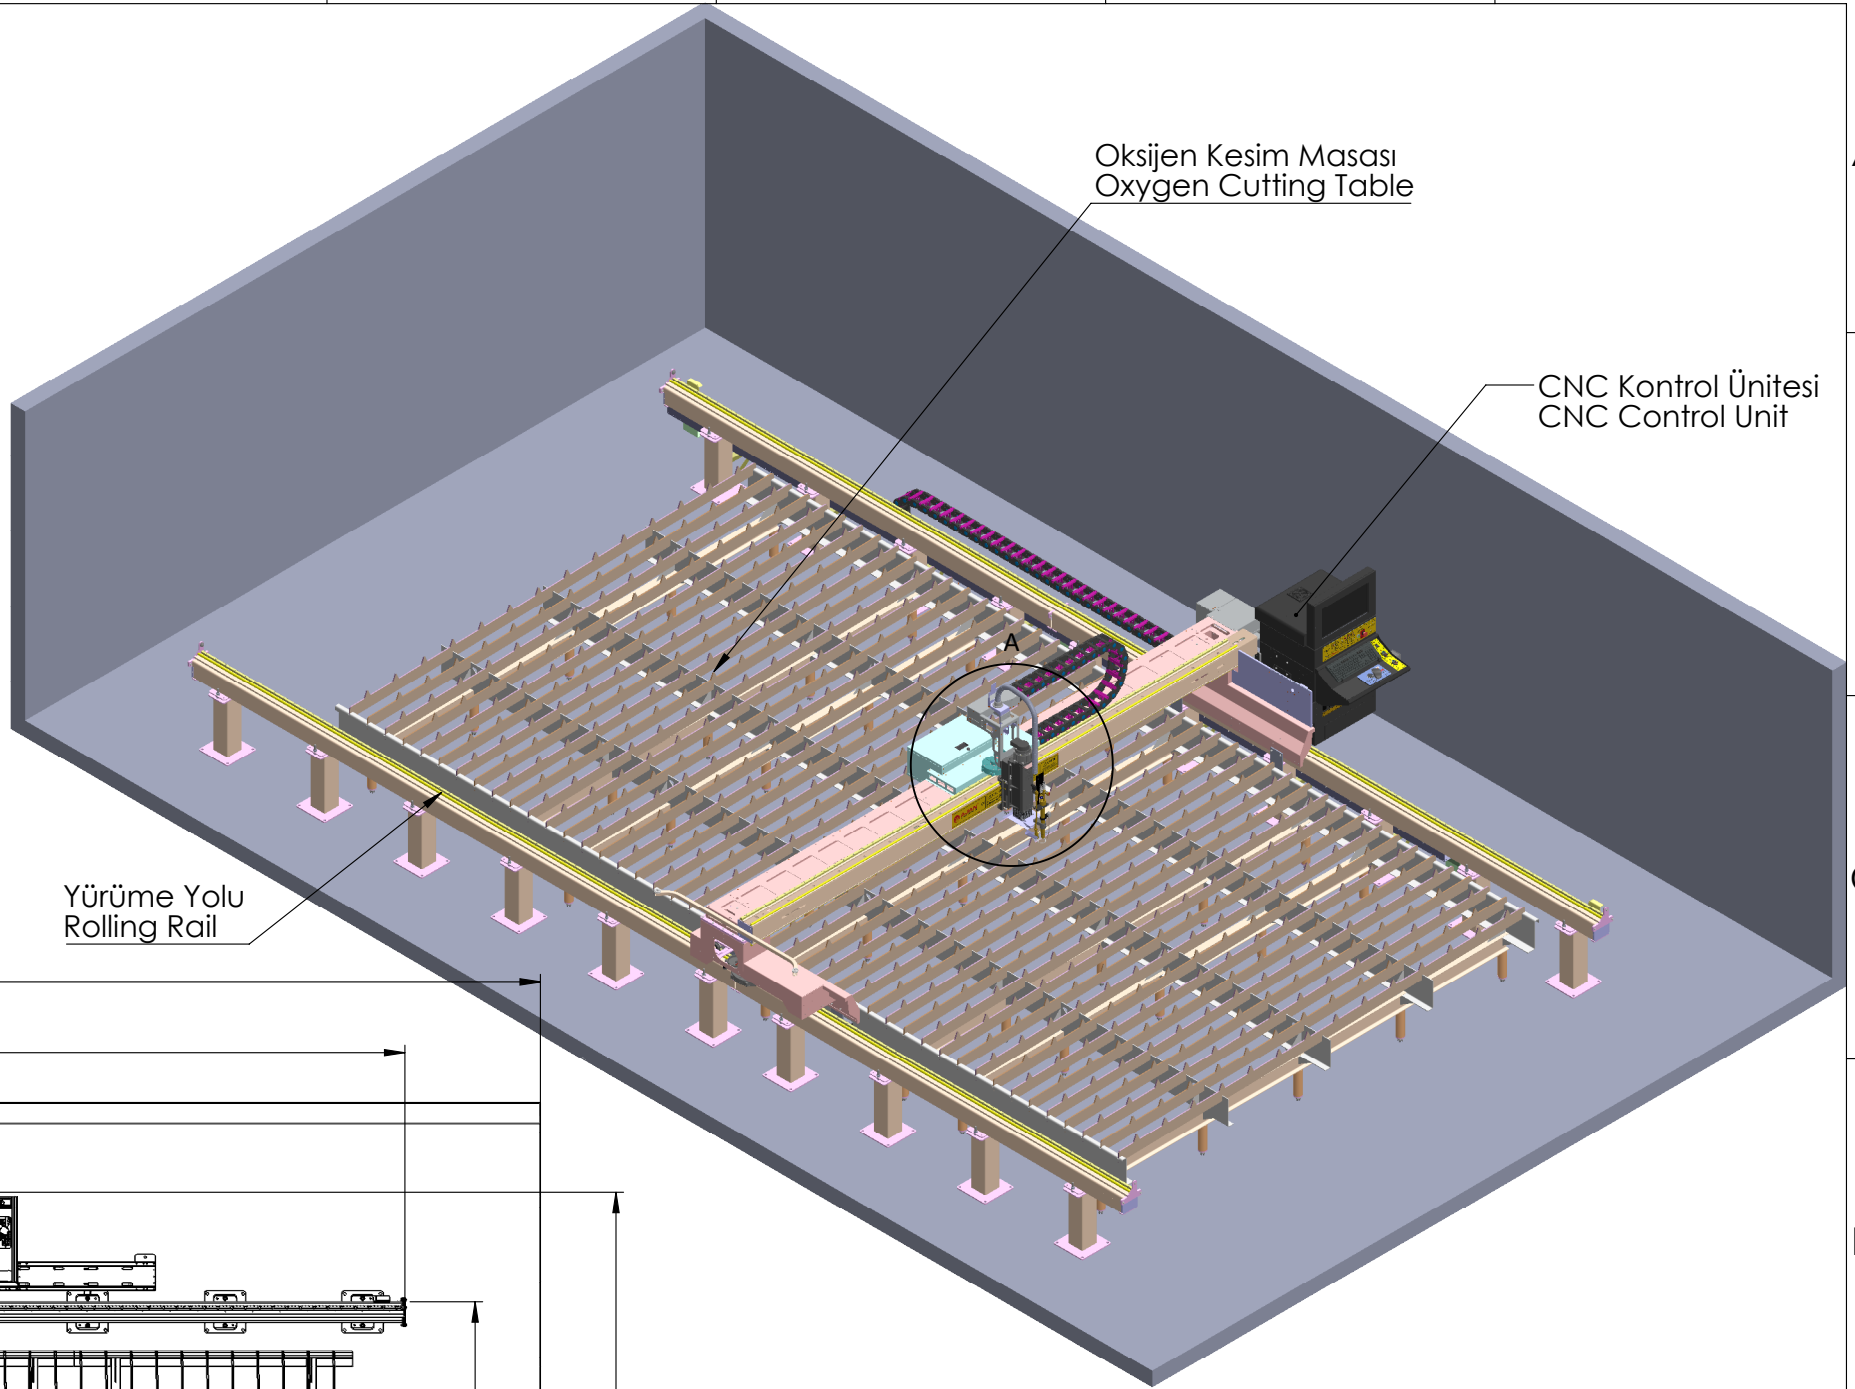 Oksijen Kesim Masası
Oxygen Cutting Table
CNC Kontrol Ünitesi
CNC Control Unit
A
Yürüme Yolu
Rolling Rail